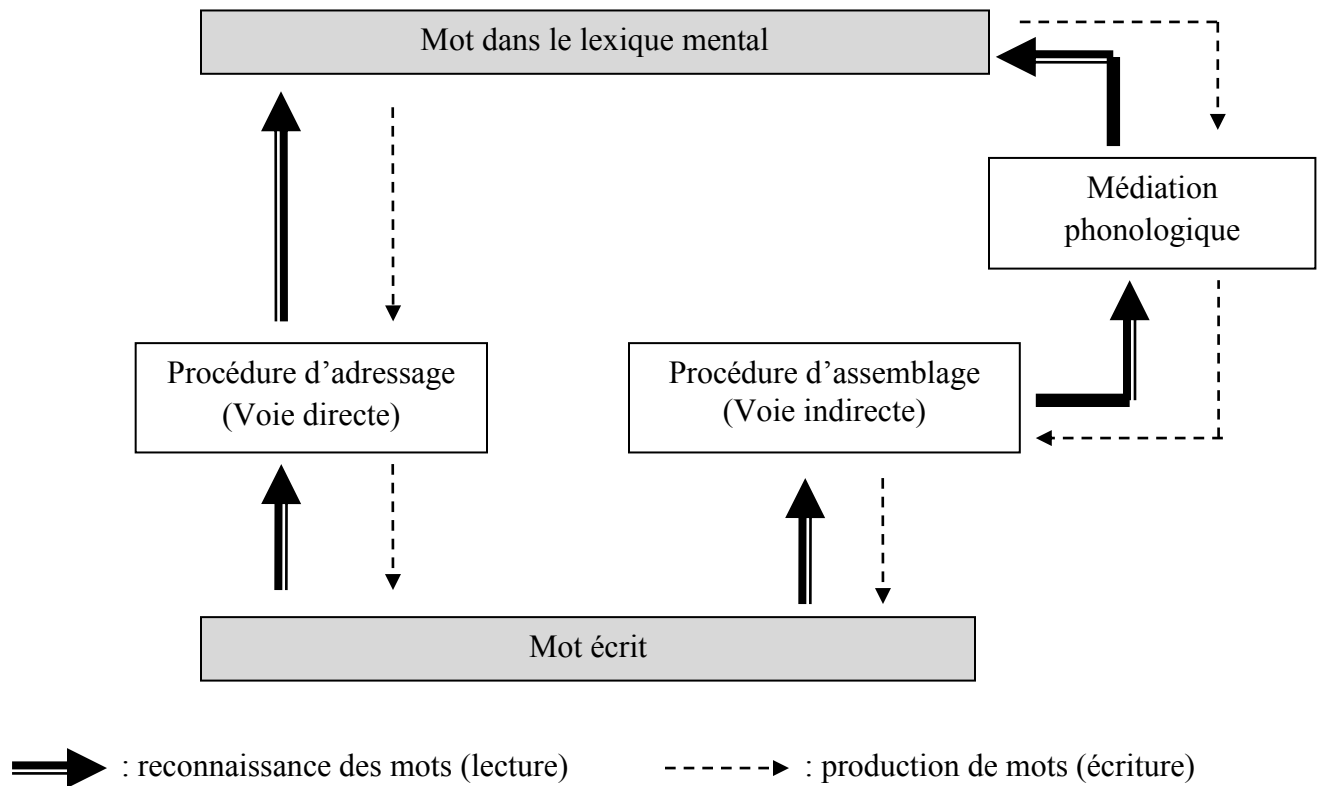 Mot dans le lexique mental
Médiation
phonologique
Procédure d’adressage
(Voie directe)
Procédure d’assemblage
(Voie indirecte)
Mot écrit
: reconnaissance des mots (lecture)
: production de mots (écriture)